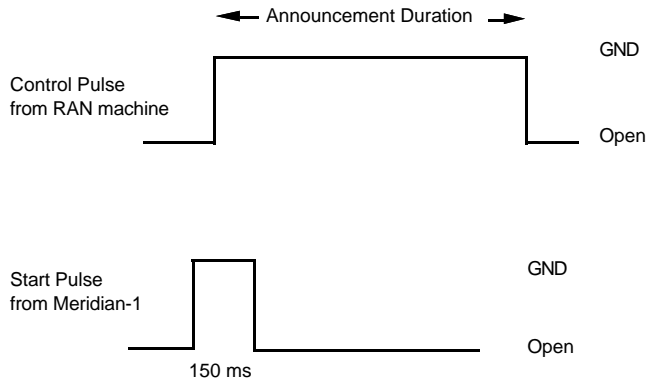 Announcement Duration
GND
Control Pulse
from RAN machine
Open
Start Pulse
from Meridian-1
GND
Open
150 ms